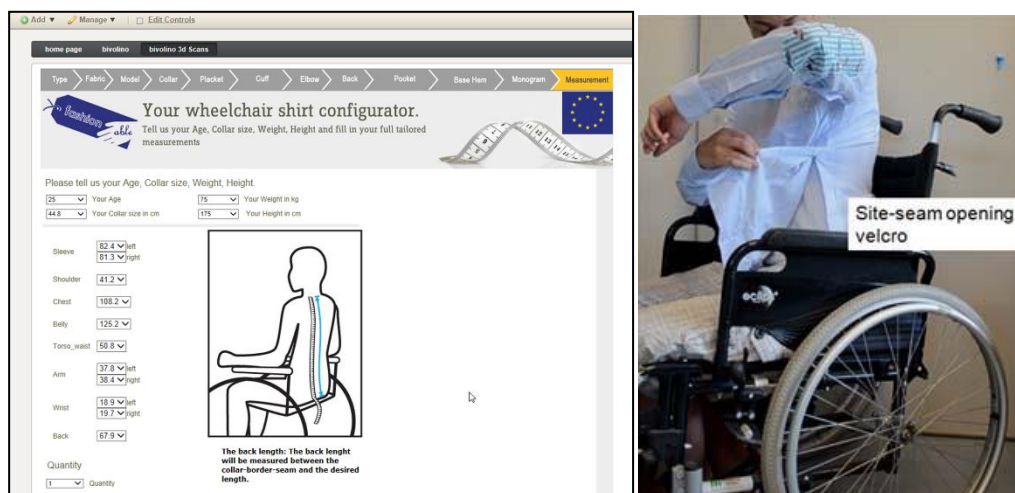 Add ▼ Manage ▼ Edit Controls
home page bivolino bivolino 3d Scans
Type Fabric Model Collar Placket Cuff Elbow Back Pocket Base Hem Monogram Measurement
fashion able
Your wheelchair shirt configurator.
Tell us your Age, Collar size, Weight, Height and fill in your full tailored
measurements
Please tell us your Age, Collar size, Weight, Height.
25 Your Age 75 Your Weight in kg
44.8 Your Collar size in cm 175 Your Height in cm
Sleeve 82.4 left
81.3 right
Shoulder 41.2
Chest 108.2
Belly 125.2
Torso_waist 50.8
Arm 37.8 left
38.4 right
Wrist 18.9 left
19.7 right
Back 67.9
The back length: The back lenght
will be measured between the
collar-border-seam and the desired
length.
Quantity
1 Quantity
Site-seam opening
velcro